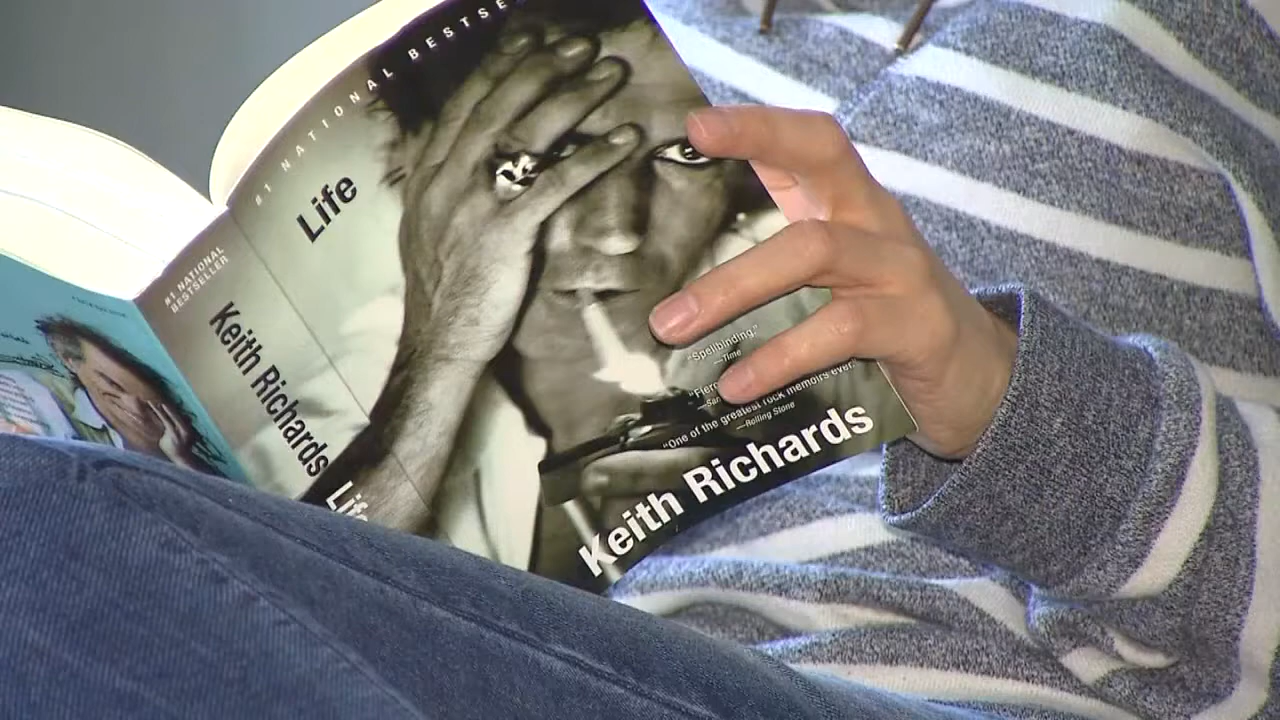 #1 NATIONAL BESTSE
Life
#1 NATIONAL
BESTSELLER
Keith Richards
Life
"Spellbinding."
—Time
"Fierc
"One of the greatest rock memoirs ever
—Rolling Stone
Keith Richards